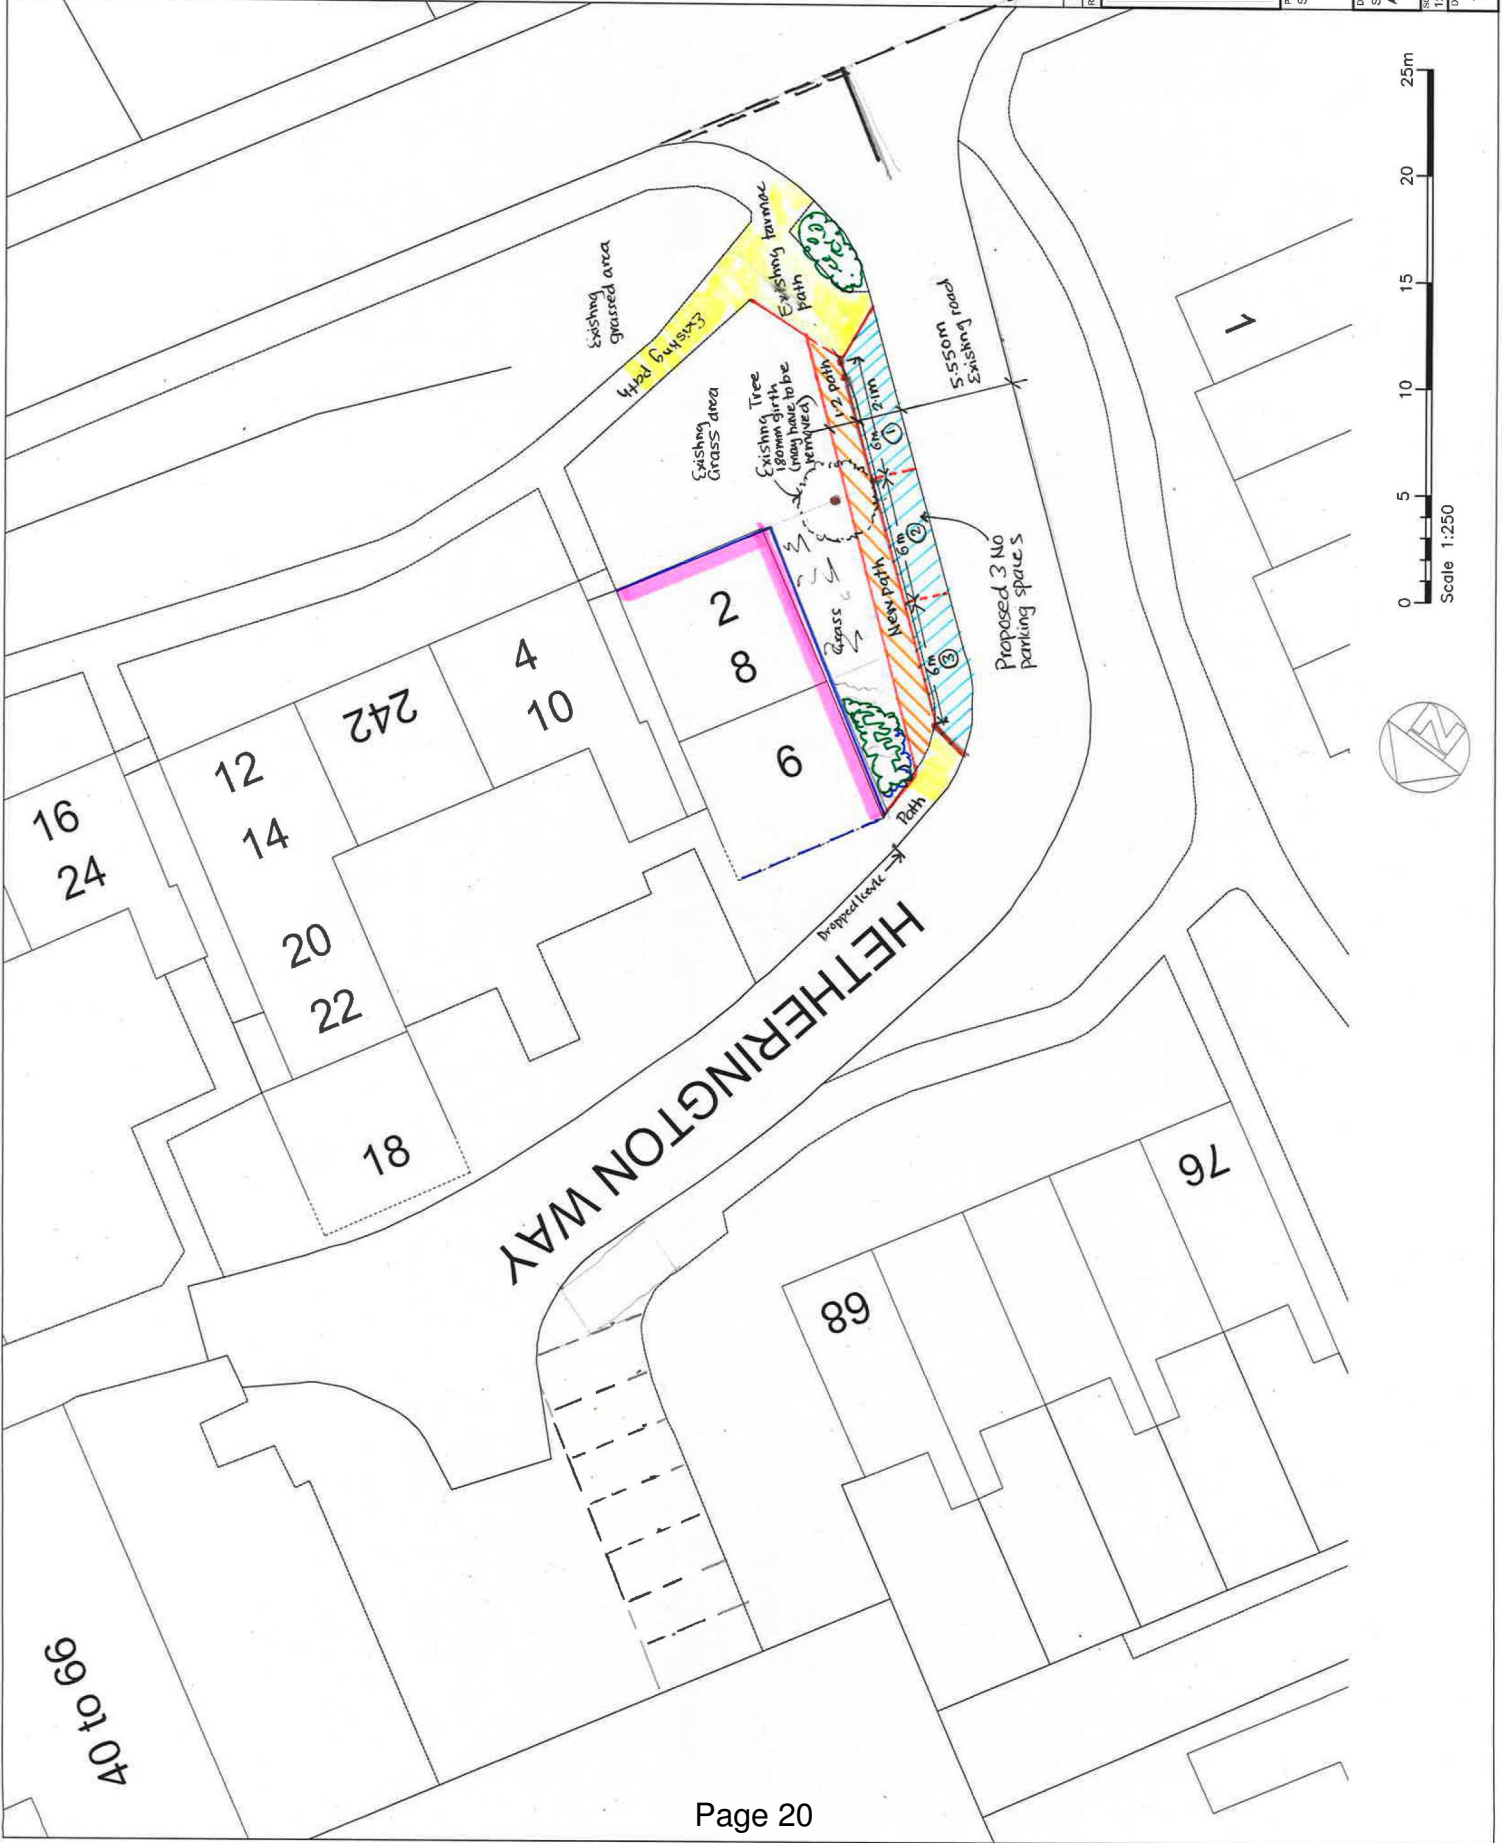 Existing
grassed area
Existing path
Existing tarmac
path
Existing
Grass area
Existing Tree
180mm girth
(may have to be
removed)
1.2 path
2.1m
6m
①
6m
②
6m
③
5.550m
Existing road
Proposed 3 No
parking spaces
New path
Grass
Path
Dropped kerb
HETHERINGTON WAY
2
8
6
4
10
242
12
14
16
24
20
22
18
40 to 66
68
76
1
0
5
10
15
20
25m
Scale 1:250
N
Page 20